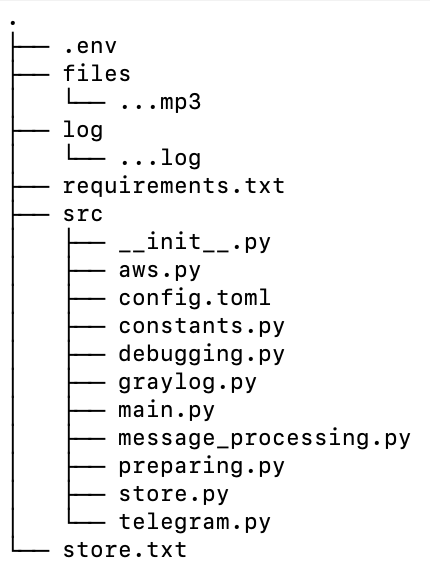 .
├── .env
├── files
│   └── ...mp3
├── log
│   └── ...log
├── requirements.txt
├── src
│   ├── __init__.py
│   ├── aws.py
│   ├── config.toml
│   ├── constants.py
│   ├── debugging.py
│   ├── graylog.py
│   ├── main.py
│   ├── message_processing.py
│   ├── preparing.py
│   ├── store.py
│   └── telegram.py
└── store.txt